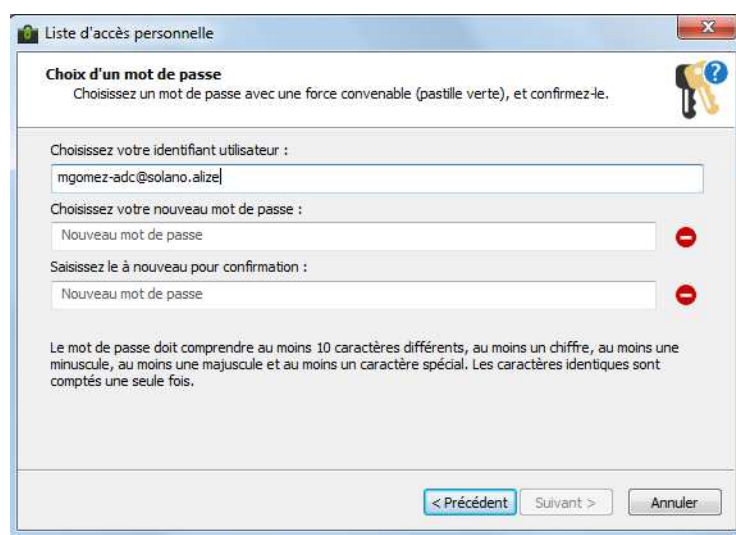 Liste d'accès personnelle
Choix d'un mot de passe
Choisissez un mot de passe avec une force convenable (pastille verte), et confirmez-le.
Choisissez votre identifiant utilisateur :
mgomez-adc@solano.alize
Choisissez votre nouveau mot de passe :
Nouveau mot de passe
Saisissez le à nouveau pour confirmation :
Nouveau mot de passe
Le mot de passe doit comprendre au moins 10 caractères différents, au moins un chiffre, au moins une
minuscule, au moins une majuscule et au moins un caractère spécial. Les caractères identiques sont
comptés une seule fois.
< Précédent Suivant > Annuler